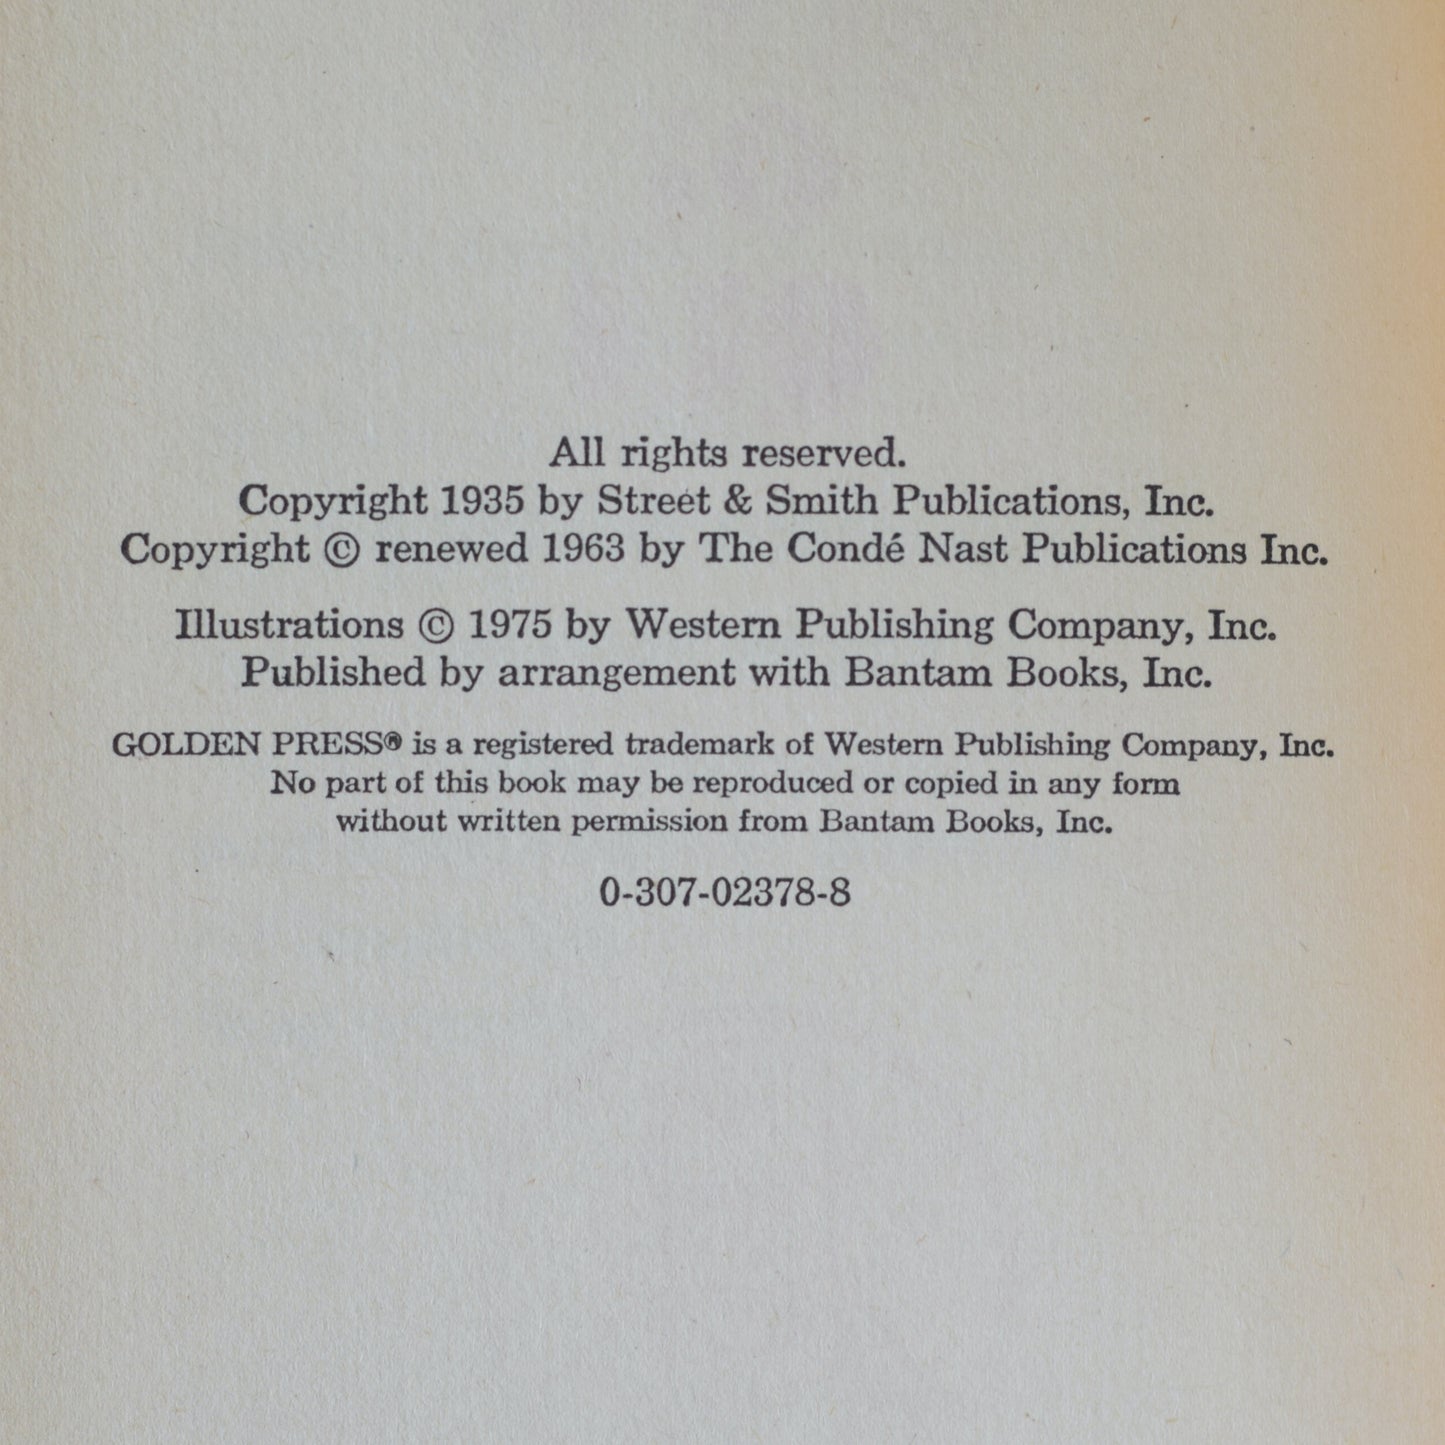 All rights reserved.
Copyright 1935 by Street & Smith Publications, Inc.
Copyright © renewed 1963 by The Condé Nast Publications Inc.
Illustrations © 1975 by Western Publishing Company, Inc.
Published by arrangement with Bantam Books, Inc.
GOLDEN PRESS® is a registered trademark of Western Publishing Company, Inc.
No part of this book may be reproduced or copied in any form
without written permission from Bantam Books, Inc.
0-307-02378-8